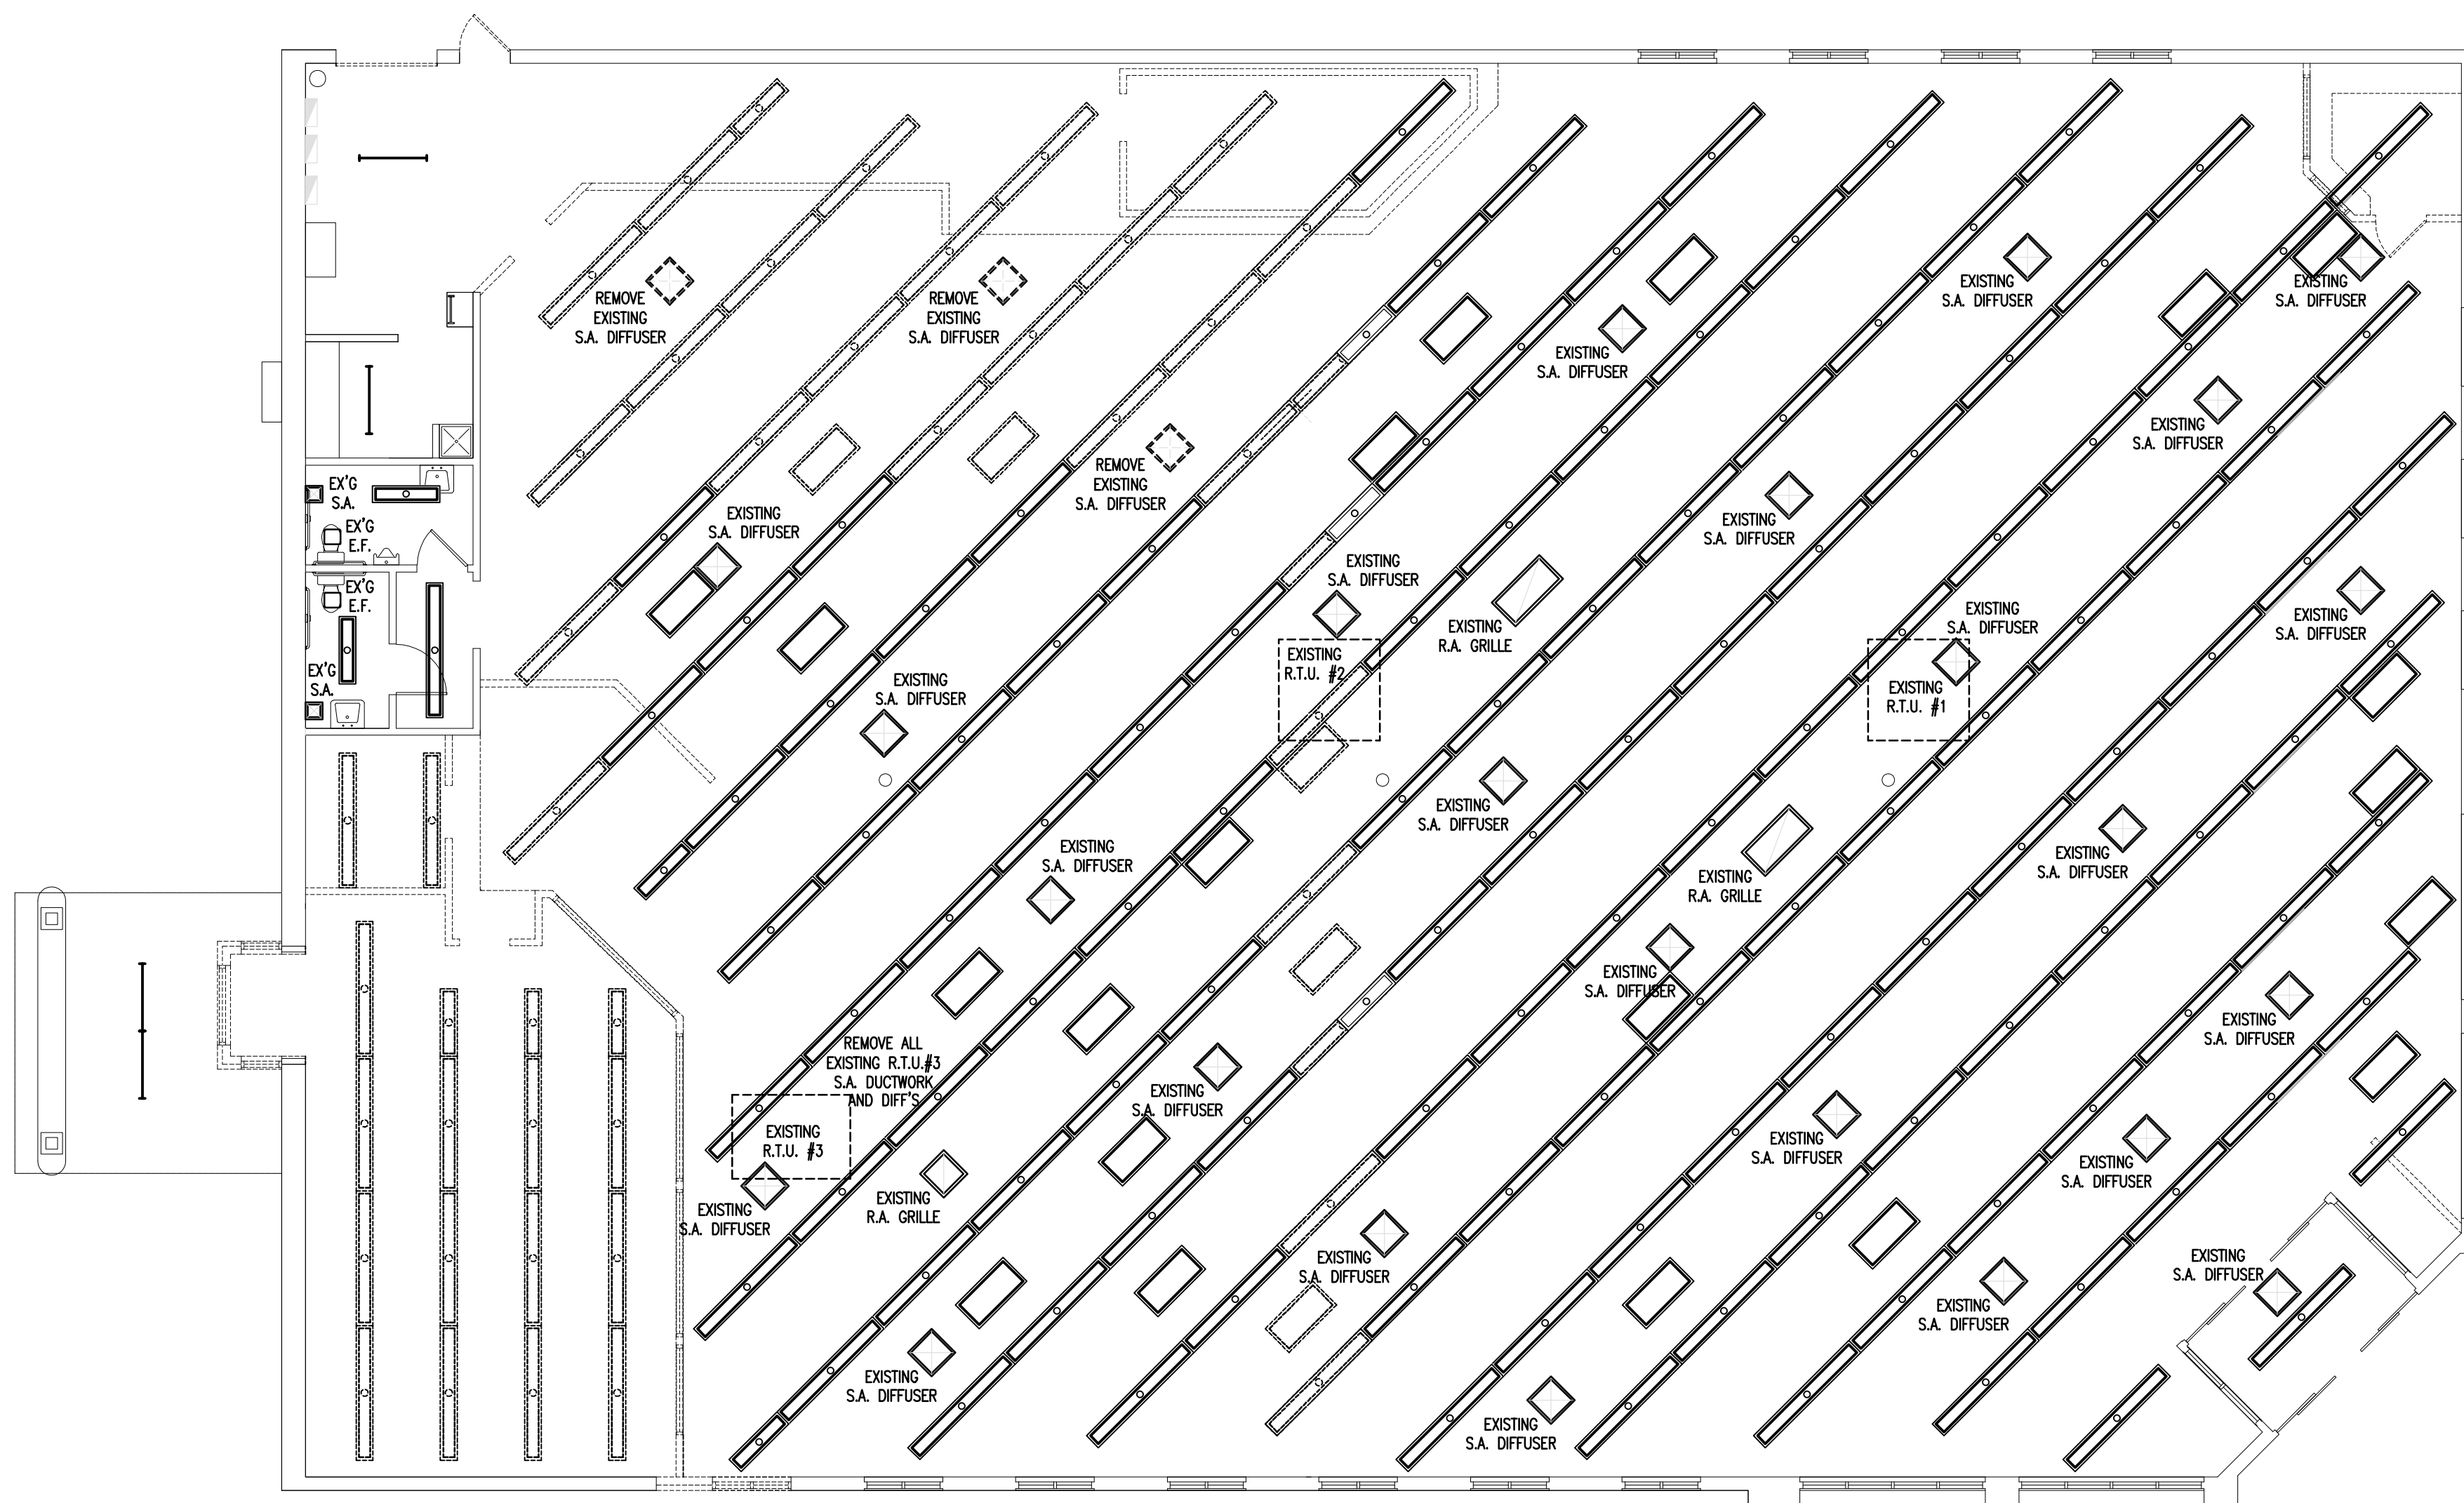 REMOVE
EXISTING
S.A. DIFFUSER
REMOVE
EXISTING
S.A. DIFFUSER
EXISTING
S.A. DIFFUSER
EXISTING
S.A. DIFFUSER
EXISTING
S.A. DIFFUSER
EXISTING
S.A. DIFFUSER
REMOVE
EXISTING
S.A. DIFFUSER
EX'G
S.A.
EX'G
E.F.
EX'G
E.F.
EX'G
S.A.
EXISTING
S.A. DIFFUSER
EXISTING
S.A. DIFFUSER
EXISTING
S.A. DIFFUSER
EXISTING
R.A. GRILLE
EXISTING
S.A. DIFFUSER
EXISTING
S.A. DIFFUSER
EXISTING
R.T.U. #2
EXISTING
R.T.U. #1
EXISTING
S.A. DIFFUSER
EXISTING
S.A. DIFFUSER
EXISTING
S.A. DIFFUSER
EXISTING
S.A. DIFFUSER
EXISTING
R.A. GRILLE
EXISTING
S.A. DIFFUSER
REMOVE ALL
EXISTING R.T.U.#3
S.A. DUCTWORK
AND DIFF'S
EXISTING
R.T.U. #3
EXISTING
S.A. DIFFUSER
EXISTING
S.A. DIFFUSER
EXISTING
S.A. DIFFUSER
EXISTING
S.A. DIFFUSER
EXISTING
S.A. DIFFUSER
EXISTING
R.A. GRILLE
EXISTING
S.A. DIFFUSER
EXISTING
S.A. DIFFUSER
EXISTING
S.A. DIFFUSER
EXISTING
S.A. DIFFUSER
EXISTING
S.A. DIFFUSER